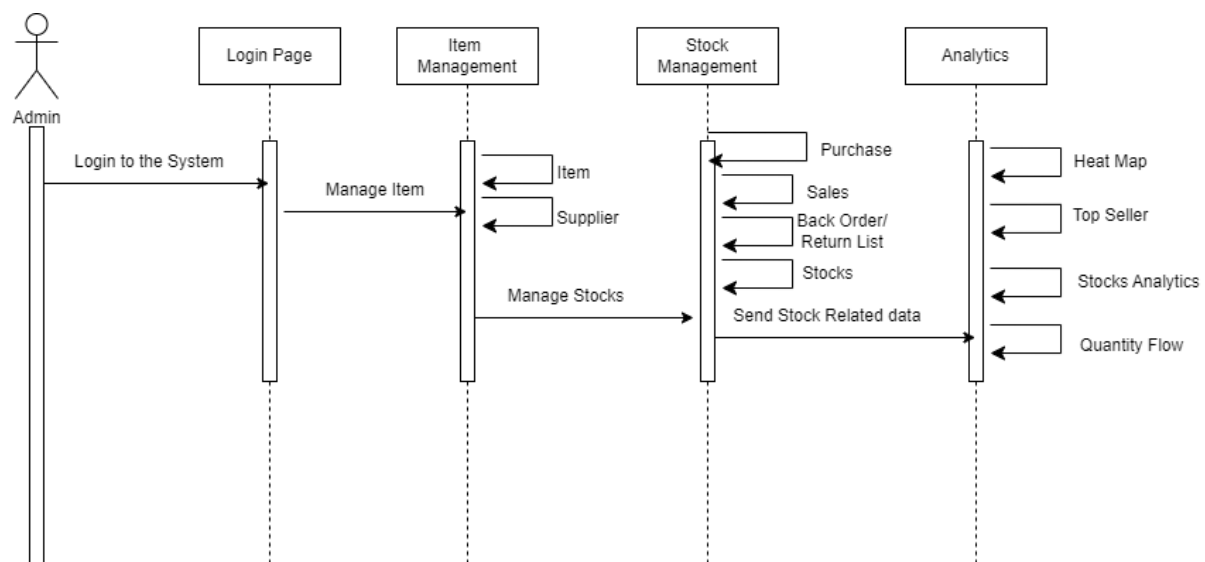 Admin
Login Page
Item
Management
Stock
Management
Analytics
Login to the System
Manage Item
Item
Supplier
Manage Stocks
Purchase
Sales
Back Order/
Return List
Stocks
Send Stock Related data
Heat Map
Top Seller
Stocks Analytics
Quantity Flow